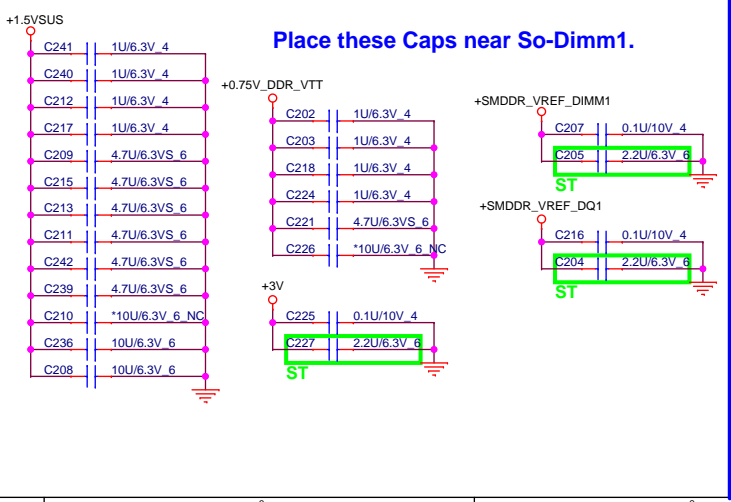 Place these Caps near So-Dimm1.
+1.5VSUS
C241 1U/6.3V_4
C240 1U/6.3V_4
C212 1U/6.3V_4
C217 1U/6.3V_4
C209 4.7U/6.3VS_6
C215 4.7U/6.3VS_6
C213 4.7U/6.3VS_6
C211 4.7U/6.3VS_6
C242 4.7U/6.3VS_6
C239 4.7U/6.3VS_6
C210 *10U/6.3V_6_NC
C236 10U/6.3V_6
C208 10U/6.3V_6
+0.75V_DDR_VTT
C202 1U/6.3V_4
C203 1U/6.3V_4
C218 1U/6.3V_4
C224 1U/6.3V_4
C221 4.7U/6.3VS_6
C226 *10U/6.3V_6_NC
+3V
C225 0.1U/10V_4
C227 2.2U/6.3V_6
ST
+SMDDR_VREF_DIMM1
C207 0.1U/10V_4
C205 2.2U/6.3V_6
ST
+SMDDR_VREF_DQ1
C216 0.1U/10V_4
C204 2.2U/6.3V_6
ST